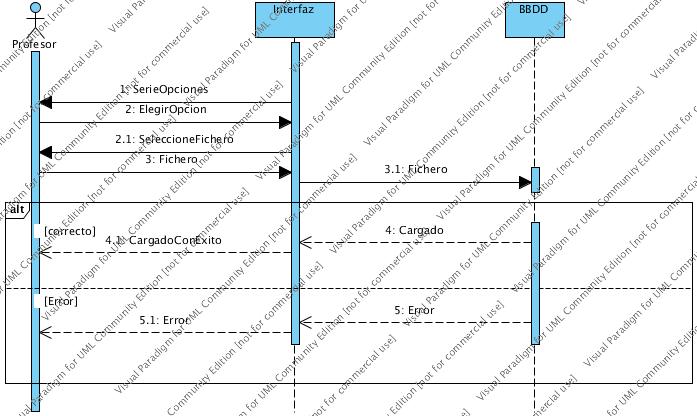 Interfaz
BBDD
Profesor
1: SerieOpciones
2: ElegirOpcion
2.1: SeleccioneFichero
3: Fichero
3.1: Fichero
alt
[correcto]
4: Cargado
4.1: CargadoConExito
[Error]
5: Error
5.1: Error
Visual Paradigm for UML Community Edition [not for commercial use]